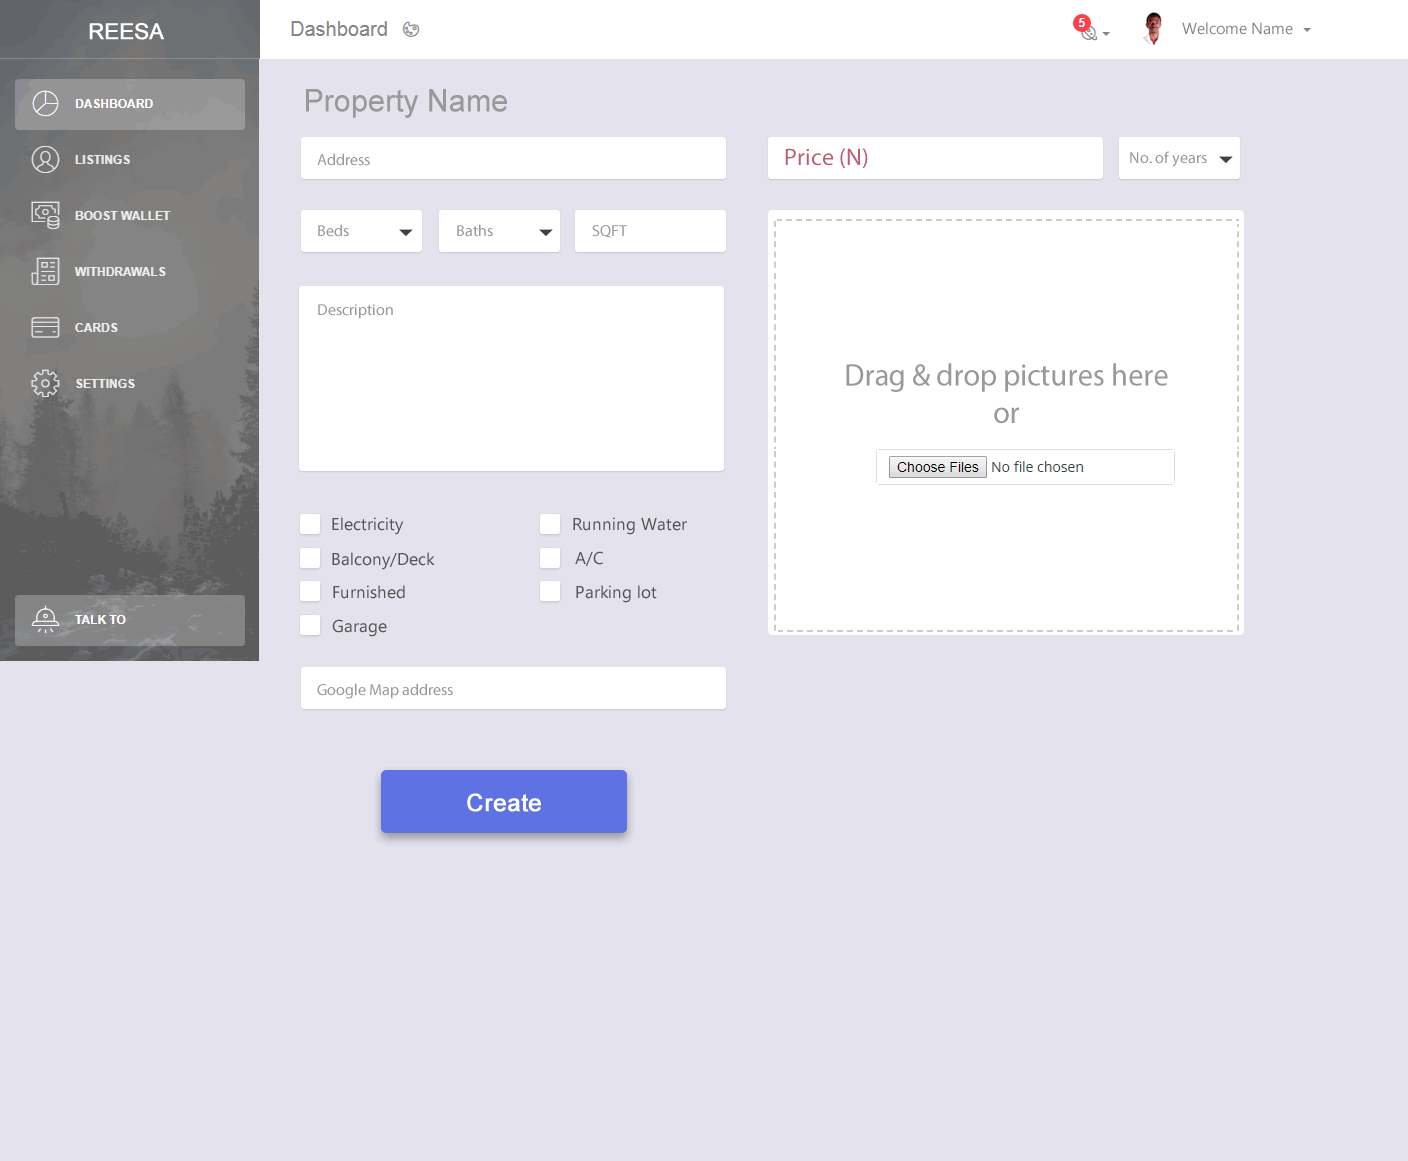 REESA
Dashboard
5
Welcome Name
DASHBOARD
LISTINGS
BOOST WALLET
WITHDRAWALS
CARDS
SETTINGS
TALK TO
Property Name
Address
Price (N)
No. of years
Beds
Baths
SQFT
Description
Drag & drop pictures here
or
Choose Files No file chosen
Electricity
Running Water
Balcony/Deck
A/C
Furnished
Parking lot
Garage
Google Map address
Create